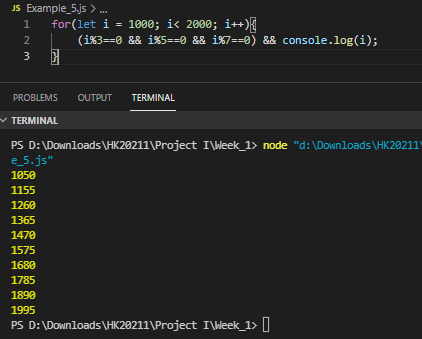 JS Example_5.js > ...
1 for(let i = 1000; i< 2000; i++){
2 (i%3==0 && i%5==0 && i%7==0) && console.log(i);
3 }
PROBLEMS OUTPUT TERMINAL
TERMINAL
PS D:\Downloads\HK20211\Project I\Week_1> node "d:\Downloads\HK20211\
e_5.js"
1050
1155
1260
1365
1470
1575
1680
1785
1890
1995
PS D:\Downloads\HK20211\Project I\Week_1>